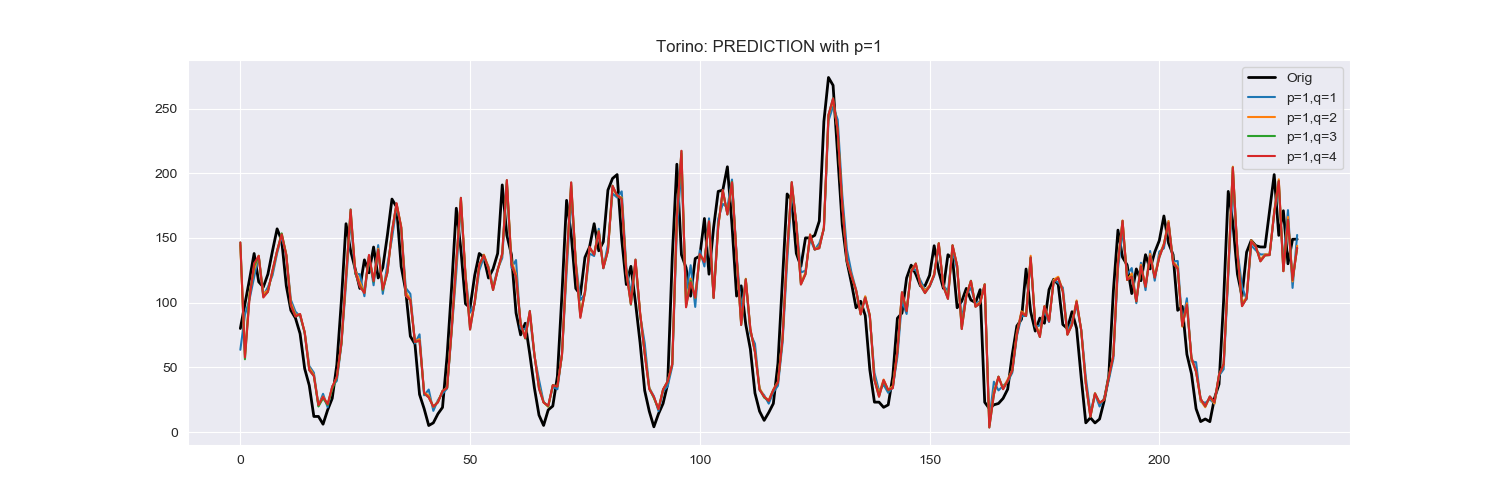 Torino: PREDICTION with p=1
Orig
p=1,q=1
p=1,q=2
p=1,q=3
p=1,q=4
250
200
150
100
50
0
0 50 100 150 200